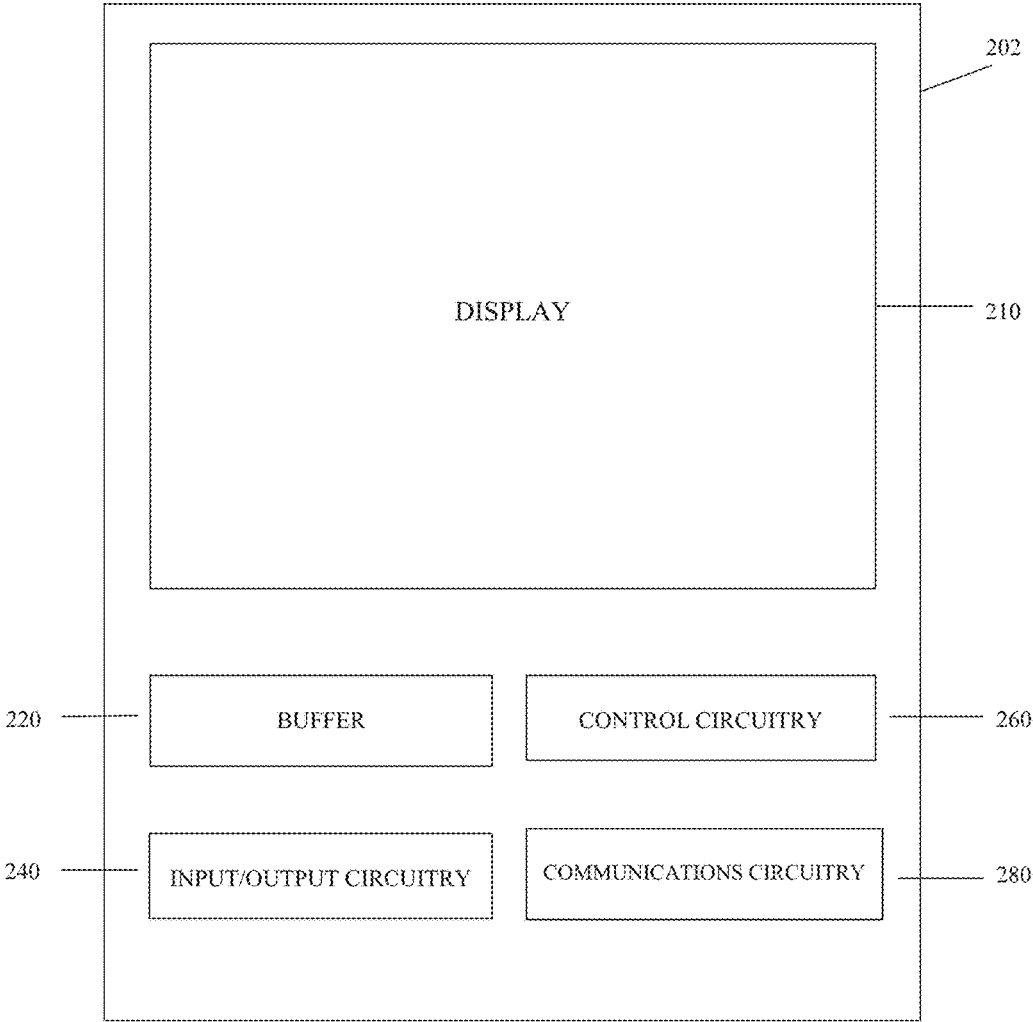 202
DISPLAY
210
220
BUFFER
CONTROL CIRCUITRY
260
240
INPUT/OUTPUT CIRCUITRY
COMMUNICATIONS CIRCUITRY
280